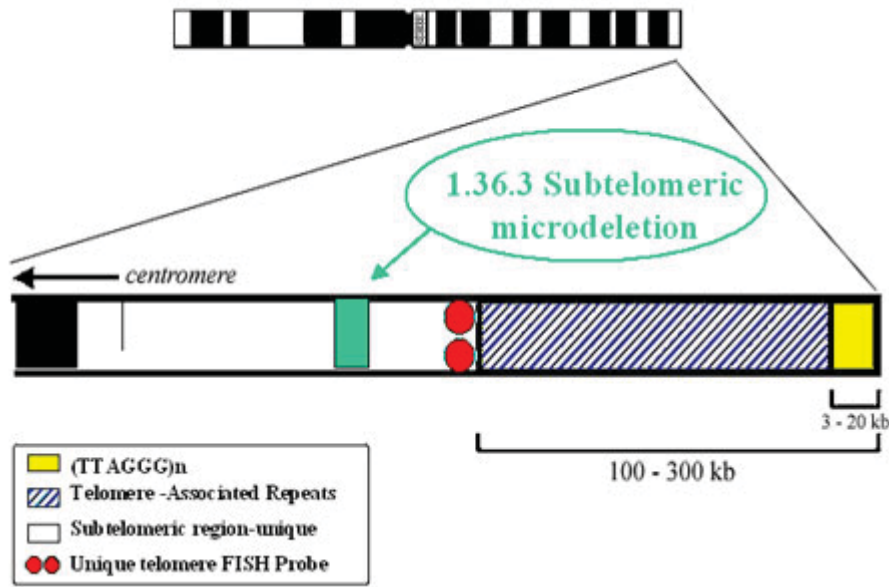 1.36.3 Subtelomeric
microdeletion
centromere
3 - 20 kb
100 - 300 kb
(TTAGGG)n
Telomere -Associated Repeats
Subtelomeric region-unique
Unique telomere FISH Probe